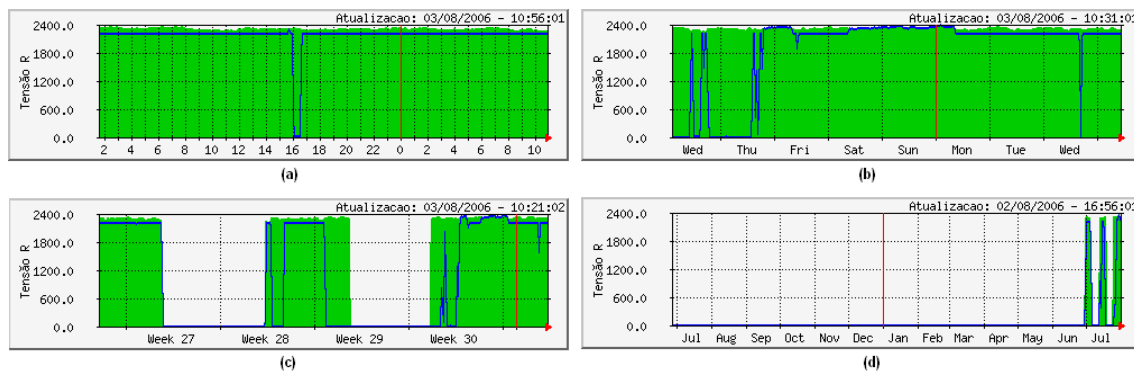 Atualizacao: 03/08/2006 - 10:56:01
Tensão R
2400.0
1800.0
1200.0
600.0
0.0
2 4 6 8 10 12 14 16 18 20 22 0 2 4 6 8 10
(a)
Atualizacao: 03/08/2006 - 10:31:01
Tensão R
2400.0
1800.0
1200.0
600.0
0.0
Wed Thu Fri Sat Sun Mon Tue Wed
(b)
Atualizacao: 03/08/2006 - 10:21:02
Tensão R
2400.0
1800.0
1200.0
600.0
0.0
Week 27 Week 28 Week 29 Week 30
(c)
Atualizacao: 02/08/2006 - 16:56:01
Tensão R
2400.0
1800.0
1200.0
600.0
0.0
Jul Aug Sep Oct Nov Dec Jan Feb Mar Apr May Jun Jul
(d)